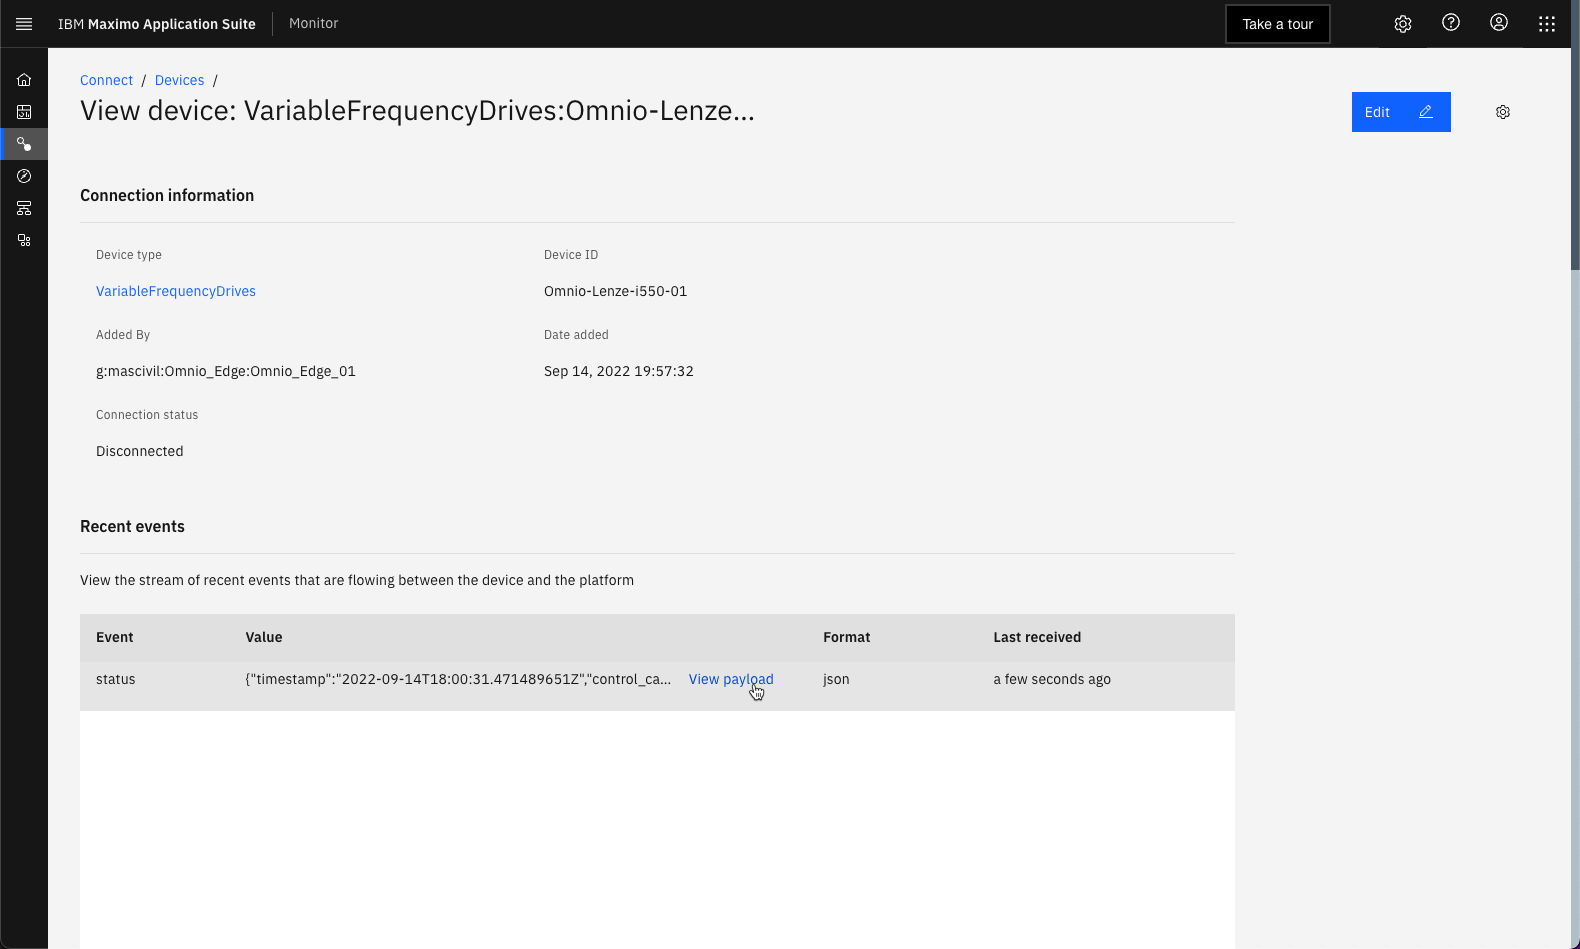 IBM Maximo Application Suite Monitor Take a tour
Connect / Devices /
View device: VariableFrequencyDrives:Omnio-Lenze...
Edit
Connection information
Device type Device ID
VariableFrequencyDrives Omnio-Lenze-i550-01
Added By Date added
g:mascivil:Omnio_Edge:Omnio_Edge_01 Sep 14, 2022 19:57:32
Connection status
Disconnected
Recent events
View the stream of recent events that are flowing between the device and the platform
Event Value Format Last received
status {"timestamp":"2022-09-14T18:00:31.471489651Z","control_ca... View payload json a few seconds ago